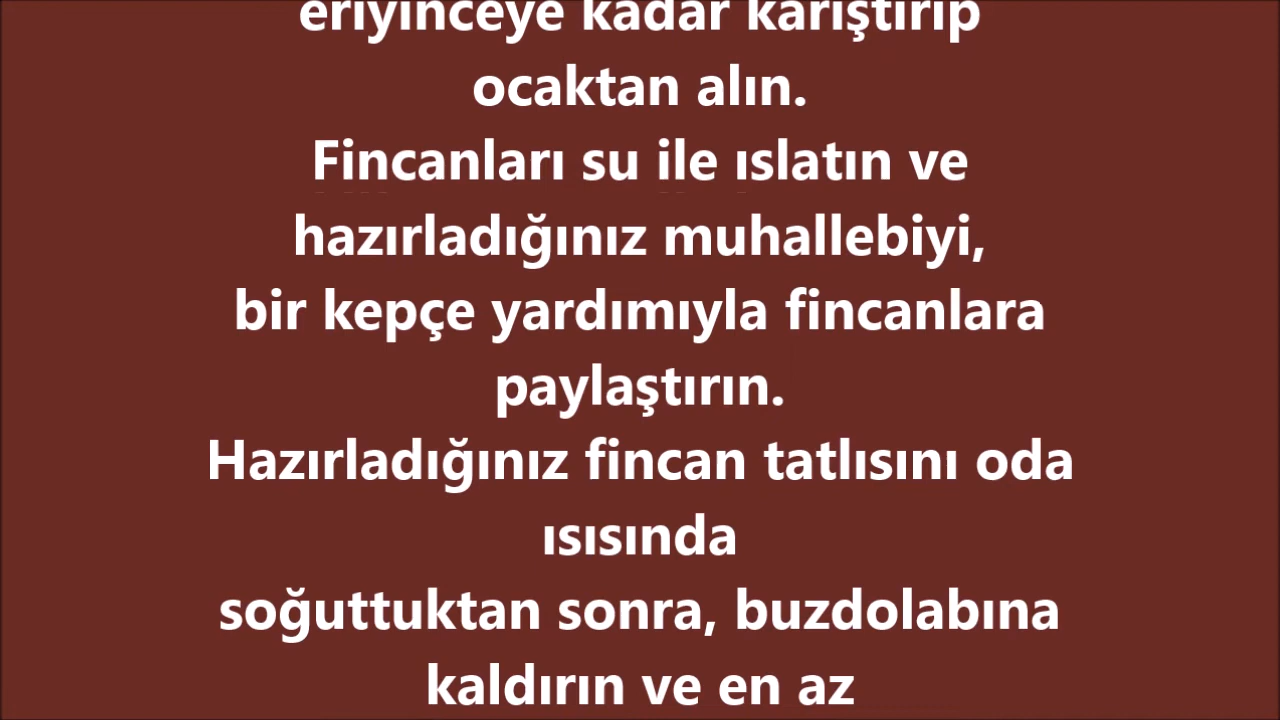 eriyinceye kadar karıştırıp
ocaktan alın.
Fincanları su ile ıslatın ve
hazırladığınız muhallebiyi,
bir kepçe yardımıyla fincanlara
paylaştırın.
Hazırladığınız fincan tatlısını oda
ısısında
soğuttuktan sonra, buzdolabına
kaldırın ve en az